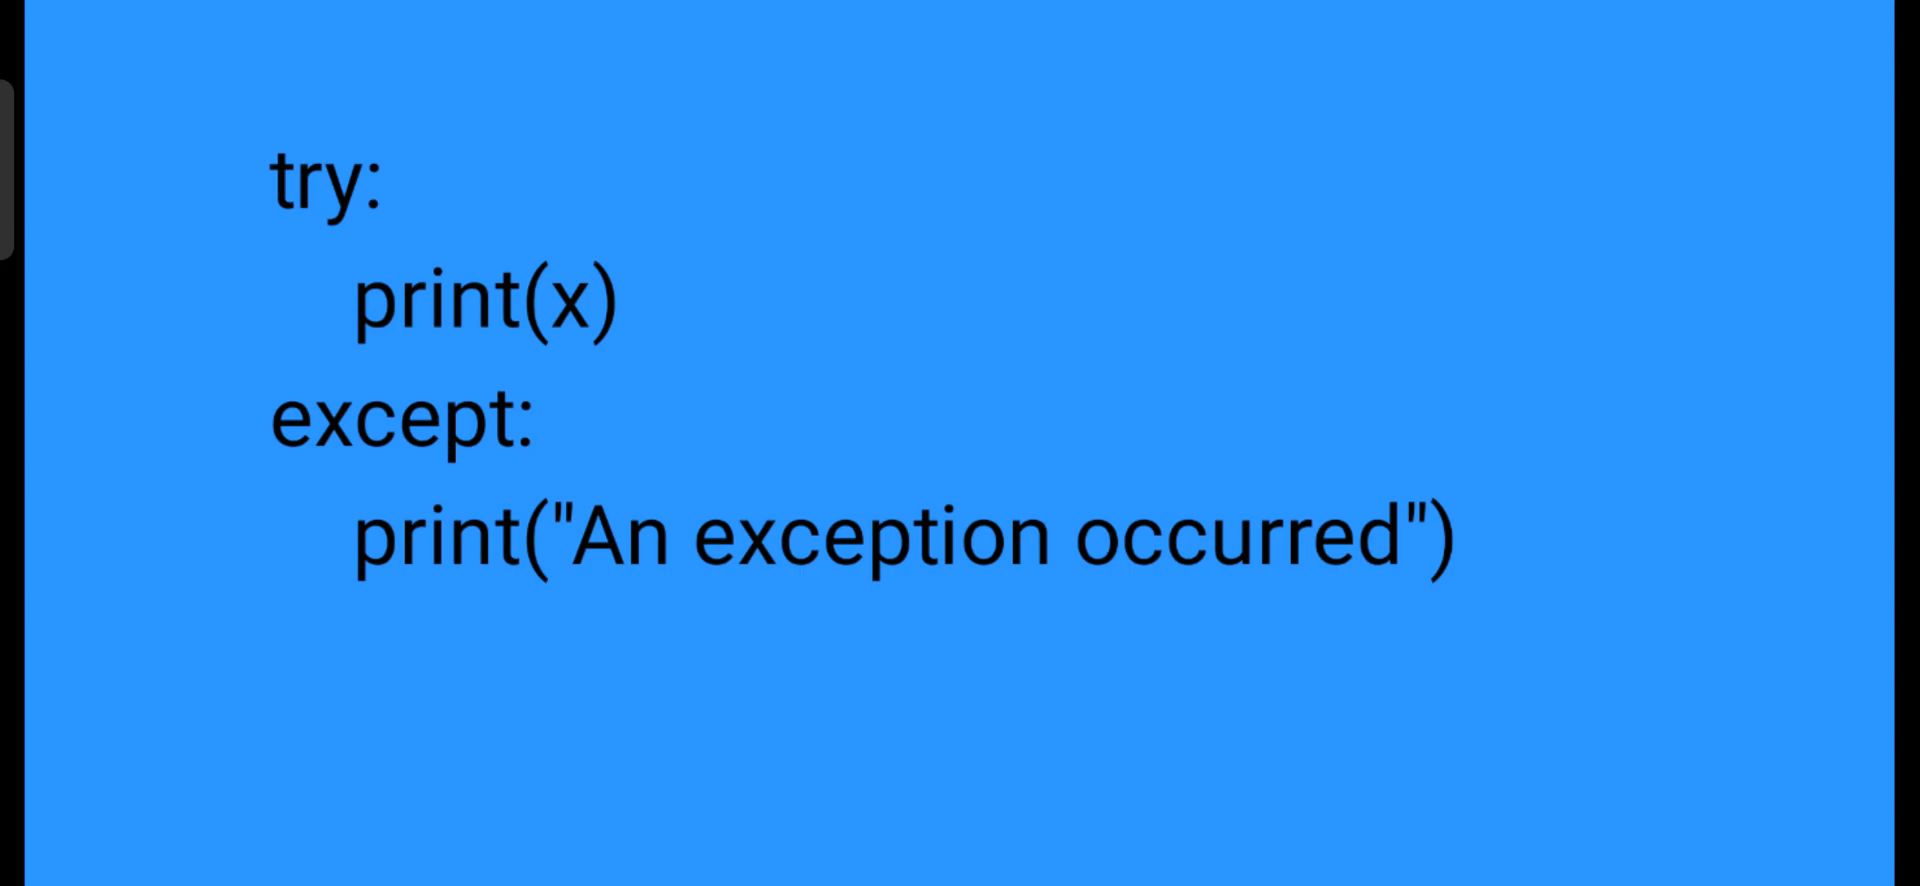 try:
print(x)
except:
print("An exception occurred")